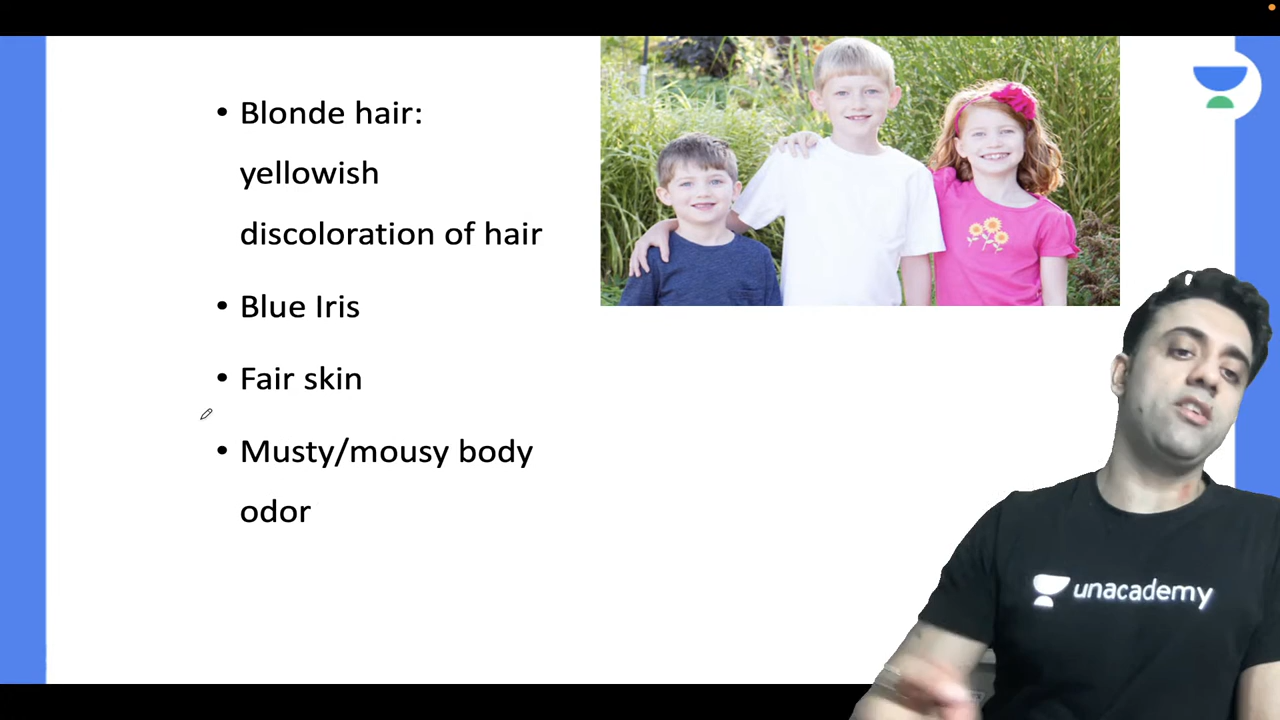 • Blonde hair:
yellowish
discoloration of hair
• Blue Iris
• Fair skin
• Musty/mousy body
odor
unacademy